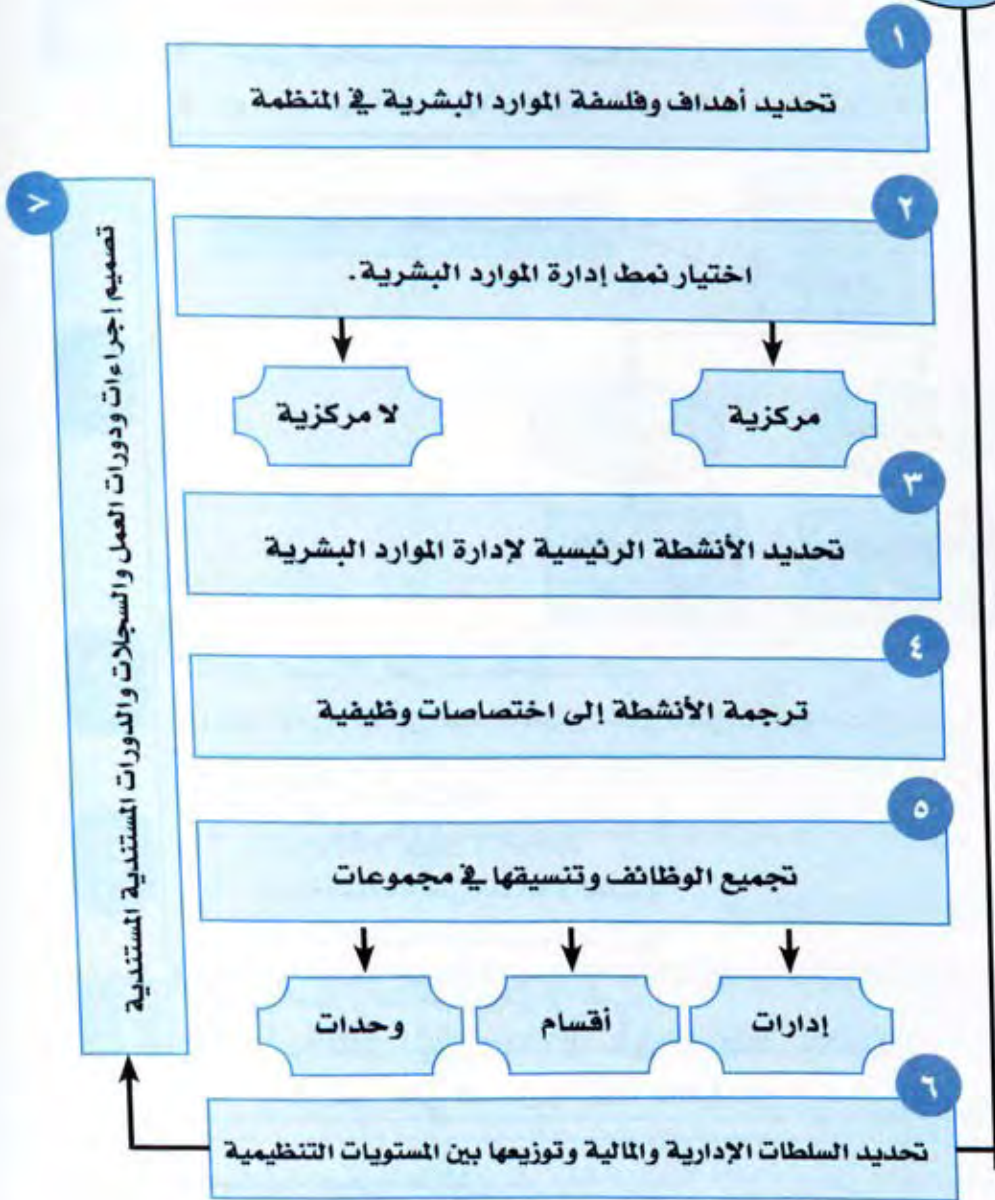 ١
تحديد أهداف وفلسفة الموارد البشرية في المنظمة
٢
اختيار نمط إدارة الموارد البشرية.
مركزية
لا مركزية
٣
تحديد الأنشطة الرئيسية لإدارة الموارد البشرية
٤
ترجمة الأنشطة إلى اختصاصات وظيفية
٥
تجميع الوظائف وتنسيقها في مجموعات
إدارات
أقسام
وحدات
٦
تحديد السلطات الإدارية والمالية وتوزيعها بين المستويات التنظيمية
٧
تصميم إجراءات ودورات العمل والسجلات والدورات المستندية المستندية